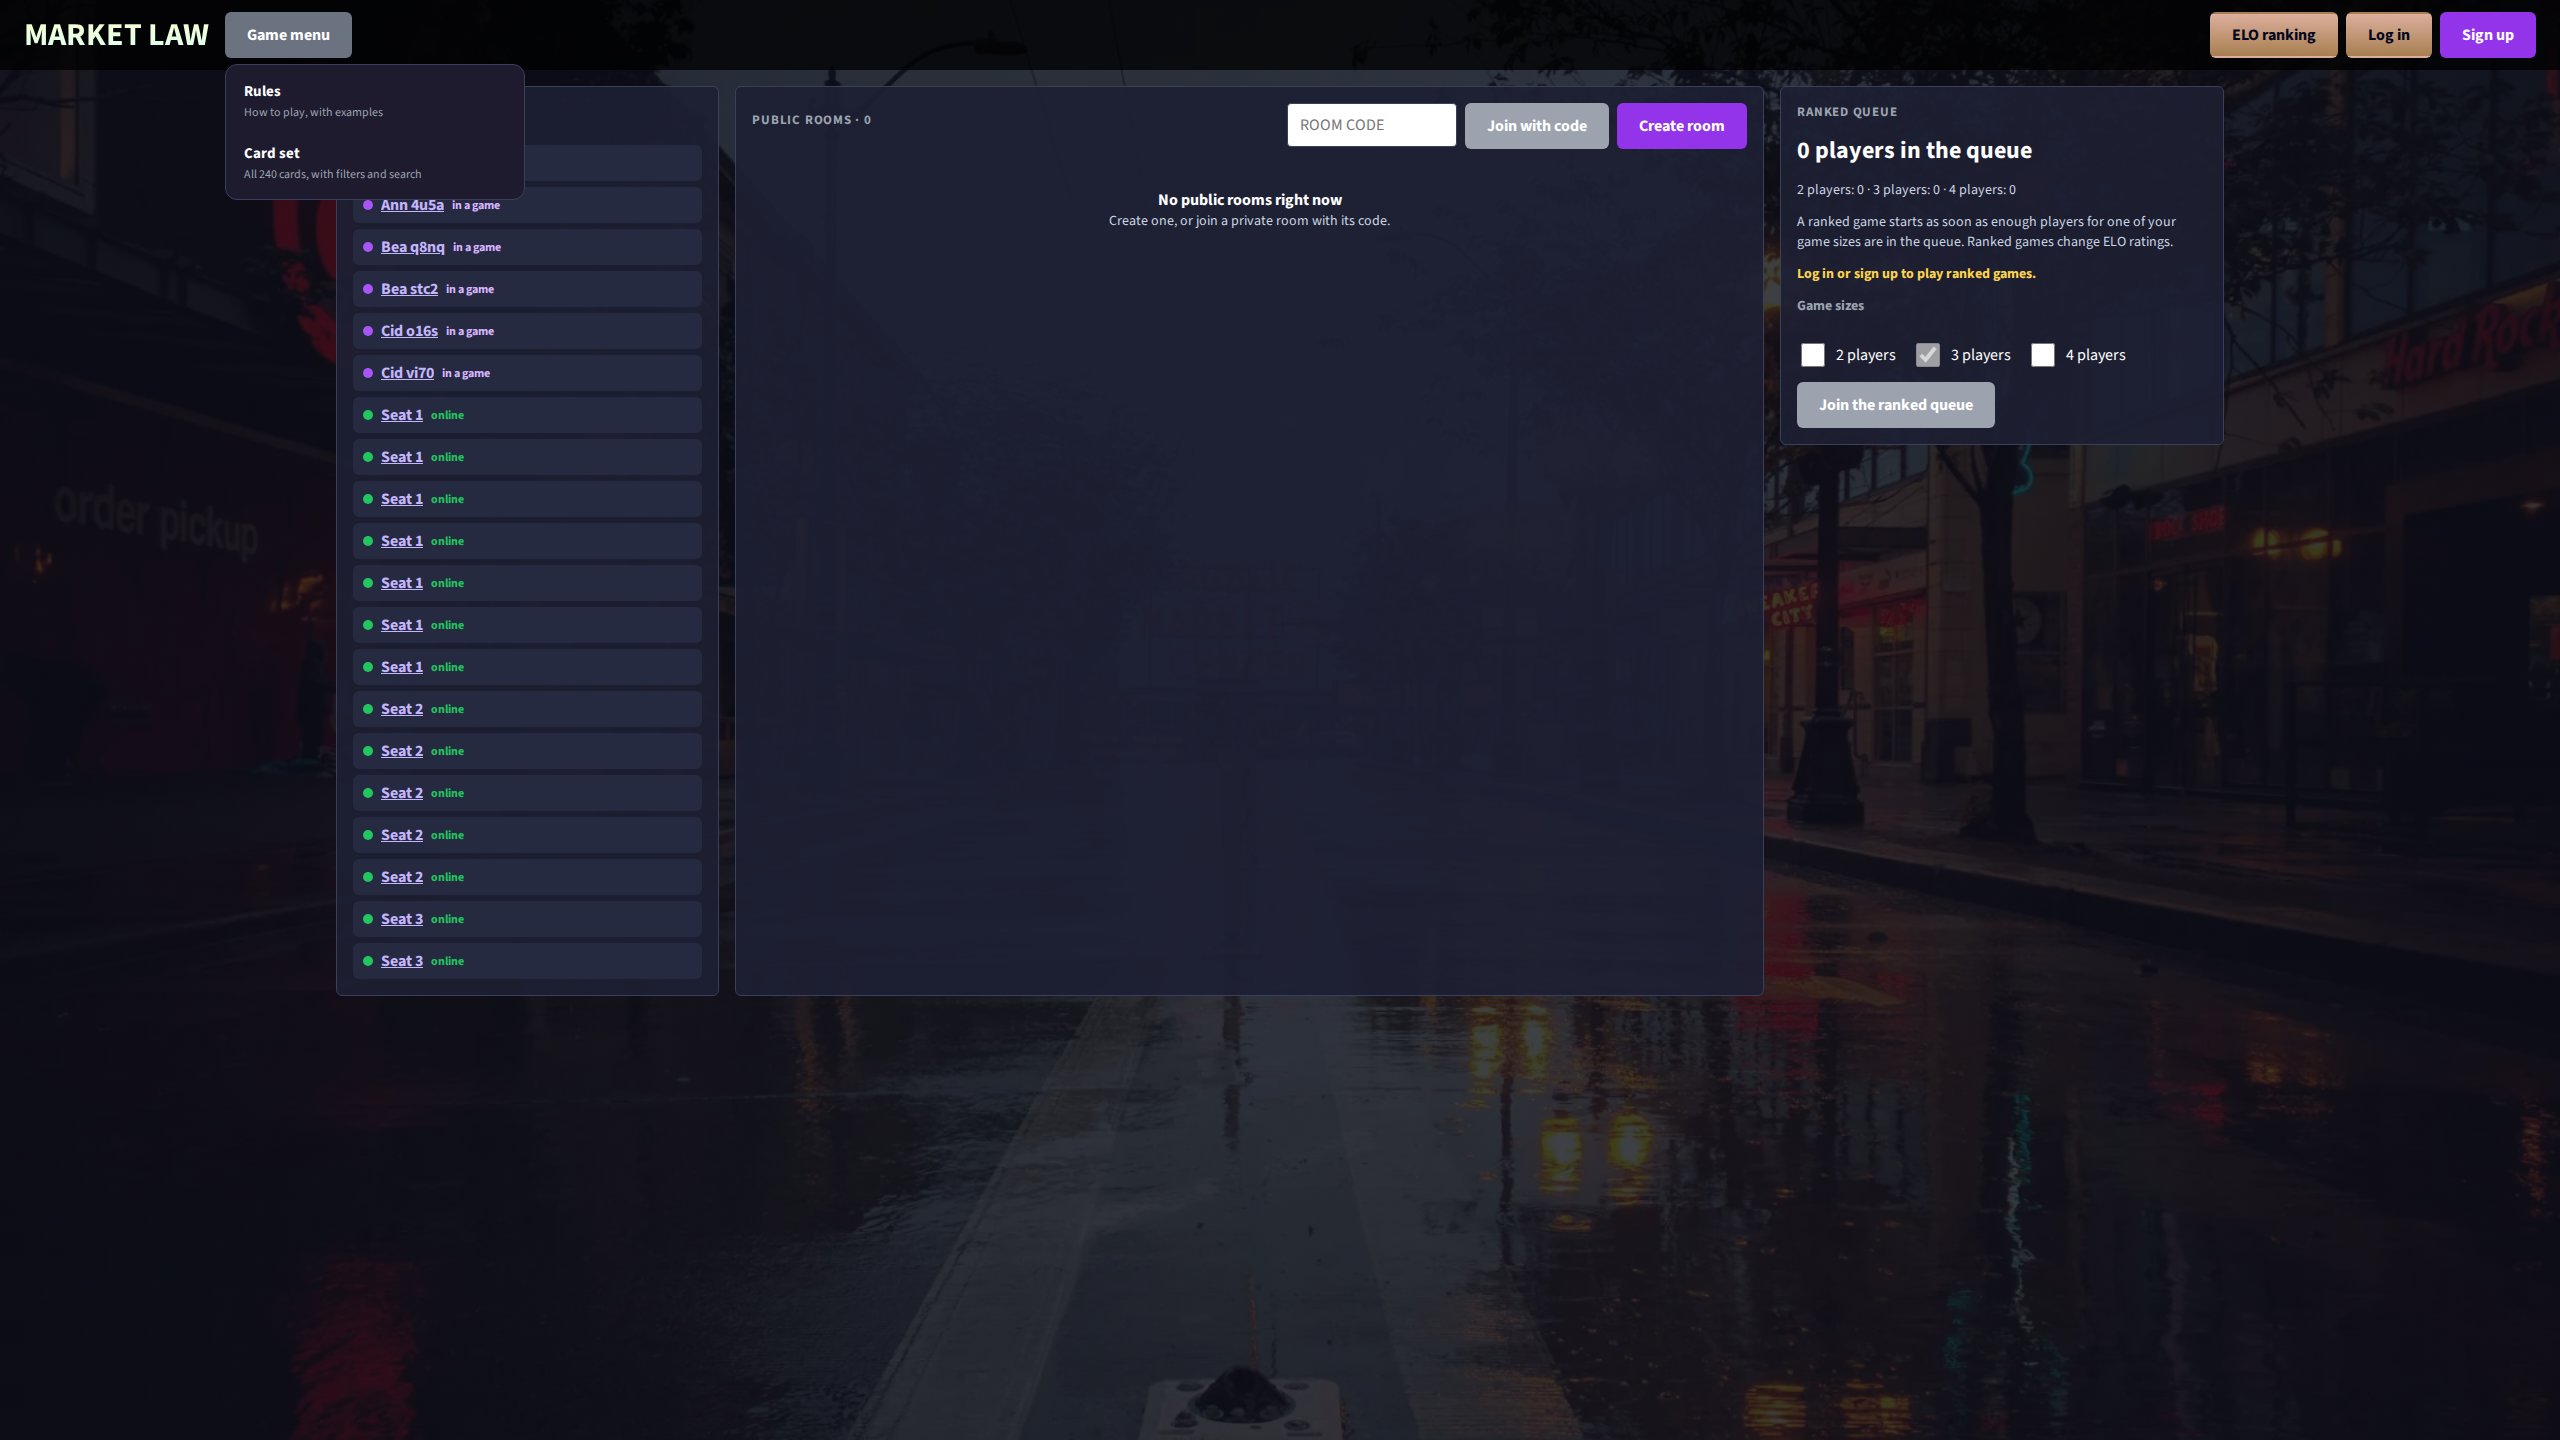 MARKET LAW
Game menu
ELO ranking
Log in
Sign up
Rules
How to play, with examples
Card set
All 240 cards, with filters and search
Ann 4u5a in a game
Bea q8nq in a game
Bea stc2 in a game
Cid o16s in a game
Cid vi70 in a game
Seat 1 online
Seat 1 online
Seat 1 online
Seat 1 online
Seat 1 online
Seat 1 online
Seat 1 online
Seat 2 online
Seat 2 online
Seat 2 online
Seat 2 online
Seat 2 online
Seat 3 online
Seat 3 online
PUBLIC ROOMS · 0
ROOM CODE
Join with code
Create room
No public rooms right now
Create one, or join a private room with its code.
RANKED QUEUE
0 players in the queue
2 players: 0 · 3 players: 0 · 4 players: 0
A ranked game starts as soon as enough players for one of your
game sizes are in the queue. Ranked games change ELO ratings.
Log in or sign up to play ranked games.
Game sizes
2 players
3 players
4 players
Join the ranked queue
order pickup
Hard Rock